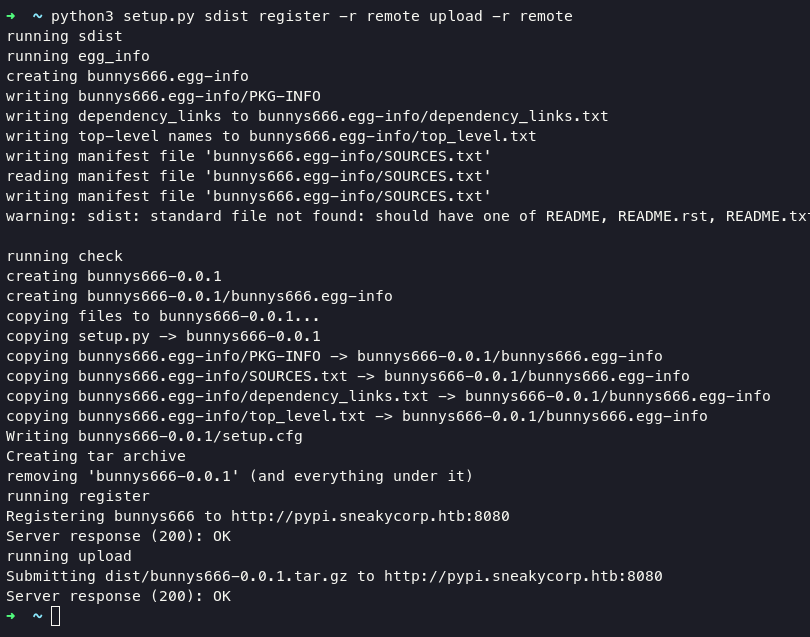 ➜ ~ python3 setup.py sdist register -r remote upload -r remote
running sdist
running egg_info
creating bunnys666.egg-info
writing bunnys666.egg-info/PKG-INFO
writing dependency_links to bunnys666.egg-info/dependency_links.txt
writing top-level names to bunnys666.egg-info/top_level.txt
writing manifest file 'bunnys666.egg-info/SOURCES.txt'
reading manifest file 'bunnys666.egg-info/SOURCES.txt'
writing manifest file 'bunnys666.egg-info/SOURCES.txt'
warning: sdist: standard file not found: should have one of README, README.rst, README.tx
running check
creating bunnys666-0.0.1
creating bunnys666-0.0.1/bunnys666.egg-info
copying files to bunnys666-0.0.1...
copying setup.py -> bunnys666-0.0.1
copying bunnys666.egg-info/PKG-INFO -> bunnys666-0.0.1/bunnys666.egg-info
copying bunnys666.egg-info/SOURCES.txt -> bunnys666-0.0.1/bunnys666.egg-info
copying bunnys666.egg-info/dependency_links.txt -> bunnys666-0.0.1/bunnys666.egg-info
copying bunnys666.egg-info/top_level.txt -> bunnys666-0.0.1/bunnys666.egg-info
Writing bunnys666-0.0.1/setup.cfg
Creating tar archive
removing 'bunnys666-0.0.1' (and everything under it)
running register
Registering bunnys666 to http://pypi.sneakycorp.htb:8080
Server response (200): OK
running upload
Submitting dist/bunnys666-0.0.1.tar.gz to http://pypi.sneakycorp.htb:8080
Server response (200): OK
➜ ~